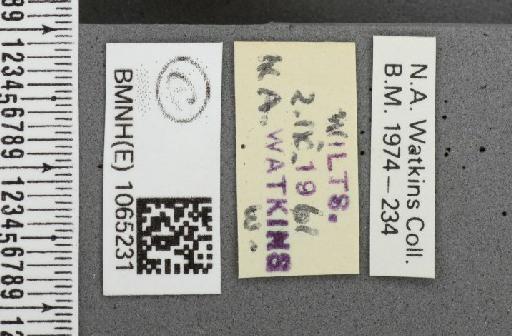 BMNH(E) 1065231
WILTS.
2.IX.1961
N.A. WATKINS
N.A. Watkins Coll.
B.M. 1974—234